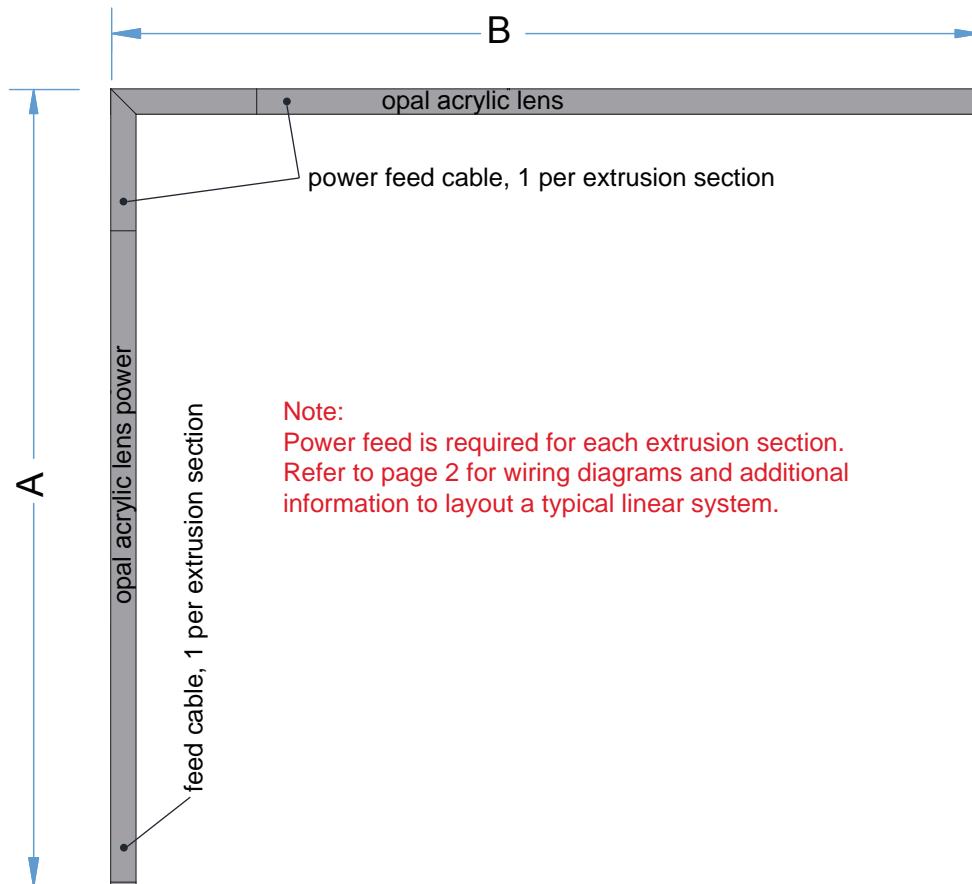 B
opal acrylic lens
power feed cable, 1 per extrusion section
A
opal acrylic lens power
feed cable, 1 per extrusion section
Note:
Power feed is required for each extrusion section.
Refer to page 2 for wiring diagrams and additional
information to layout a typical linear system.